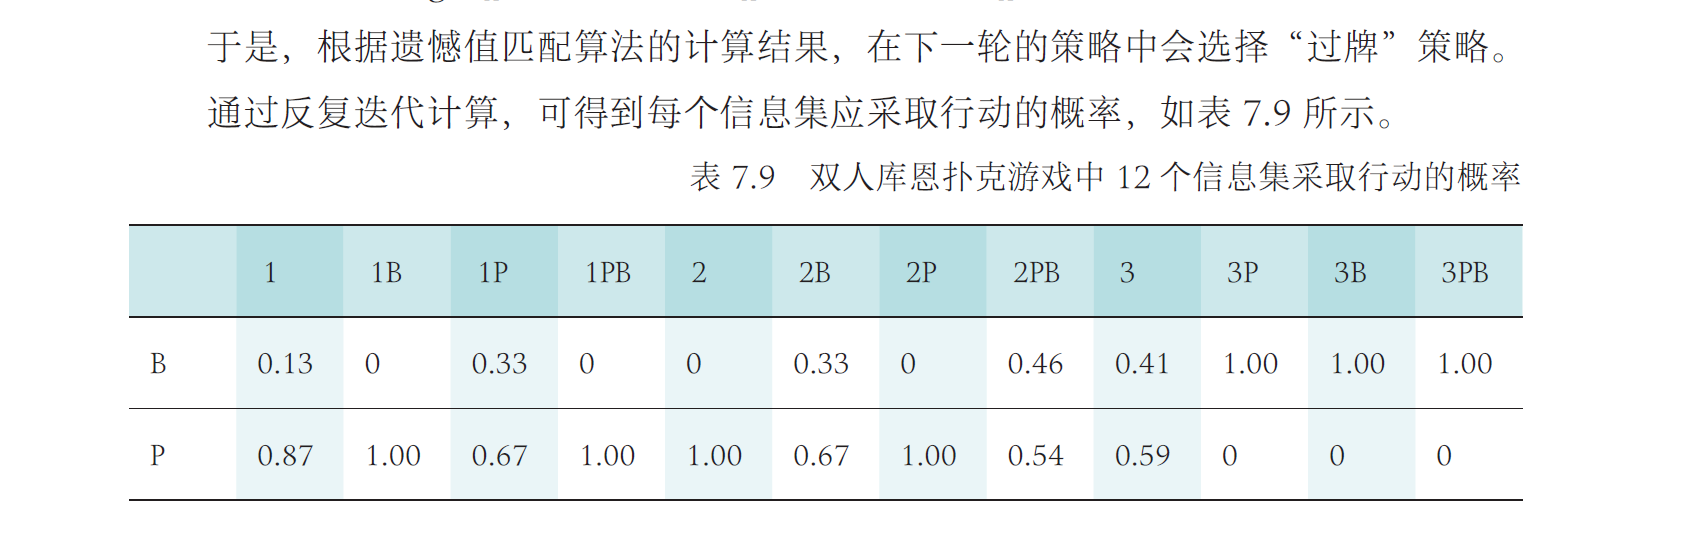 于是，根据遗憾值匹配算法的计算结果，在下一轮的策略中会选择“过牌”策略。
通过反复迭代计算，可得到每个信息集应采取行动的概率，如表 7.9 所示。
表 7.9 双人库恩扑克游戏中 12 个信息集采取行动的概率
1 1B 1P 1PB 2 2B 2P 2PB 3 3P 3B 3PB
B 0.13 0 0.33 0 0 0.33 0 0.46 0.41 1.00 1.00 1.00
P 0.87 1.00 0.67 1.00 1.00 0.67 1.00 0.54 0.59 0 0 0